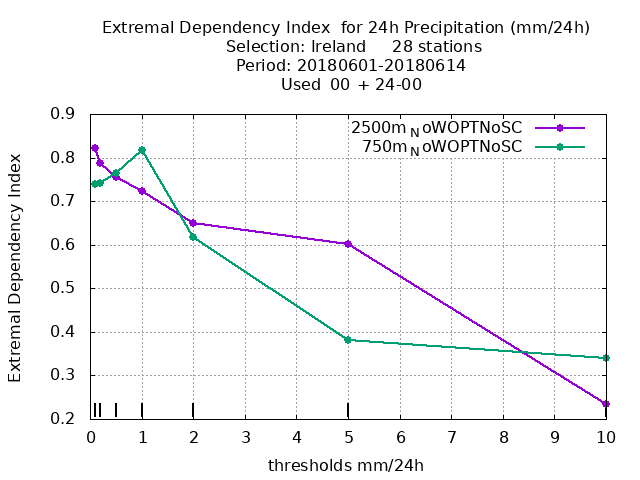 Extremal Dependency Index  for 24h Precipitation (mm/24h)
Selection: Ireland     28 stations
Period: 20180601-20180614
Used  00 + 24-00
2500m_NoWOPTNoSC
750m_NoWOPTNoSC
Extremal Dependency Index
0.9
0.8
0.7
0.6
0.5
0.4
0.3
0.2
0 1 2 3 4 5 6 7 8 9 10
thresholds mm/24h